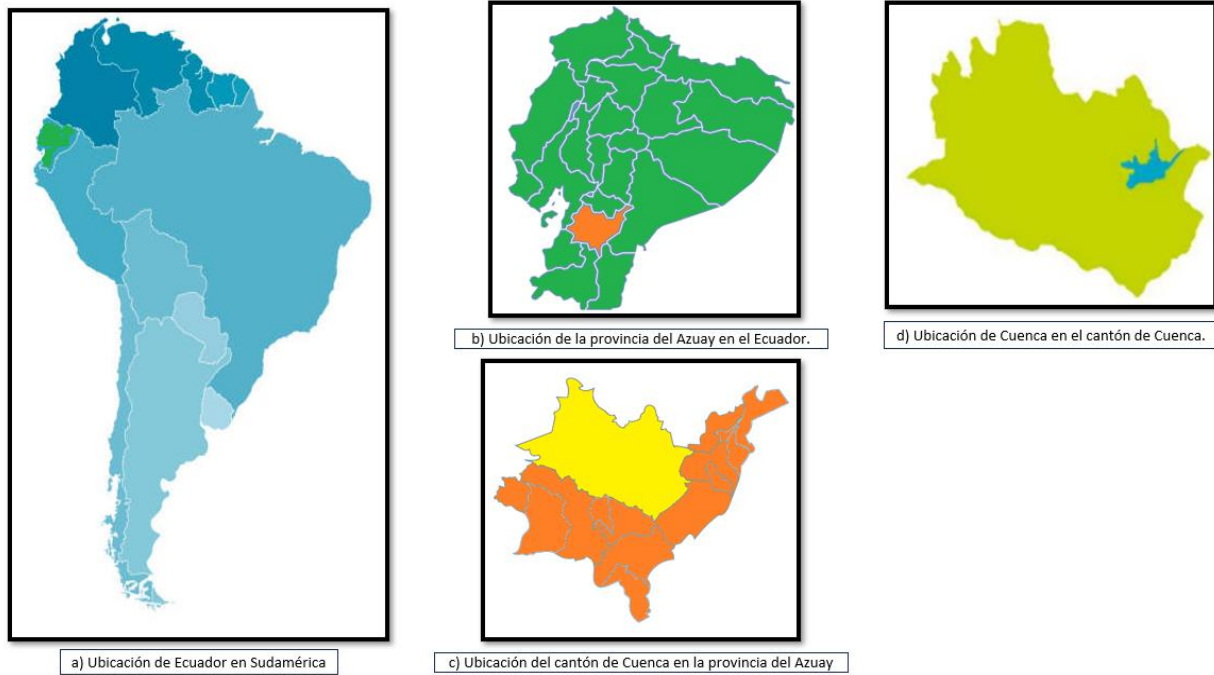 a) Ubicación de Ecuador en Sudamérica
b) Ubicación de la provincia del Azuay en el Ecuador.
c) Ubicación del cantón de Cuenca en la provincia del Azuay
d) Ubicación de Cuenca en el cantón de Cuenca.